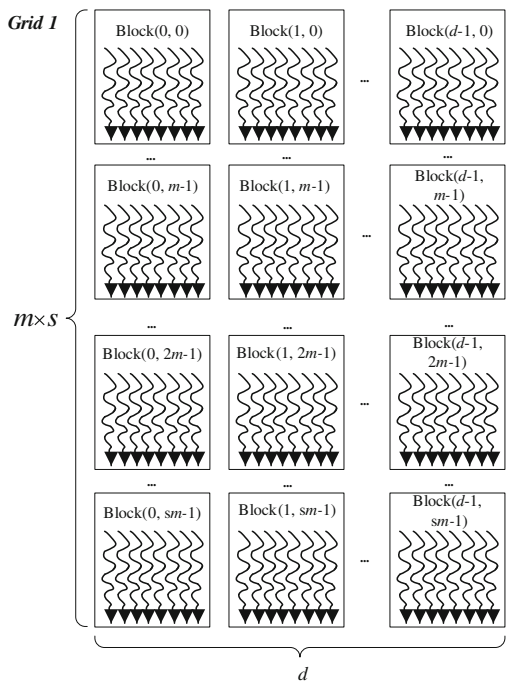 Grid 1
Block(0, 0) Block(1, 0) Block(d-1, 0)
...
... ... ...
Block(0, m-1) Block(1, m-1) Block(d-1,
m-1)
...
m×s
... ... ...
Block(0, 2m-1) Block(1, 2m-1) Block(d-1,
2m-1)
...
... ... ...
Block(0, sm-1) Block(1, sm-1) Block(d-1,
sm-1)
...
d